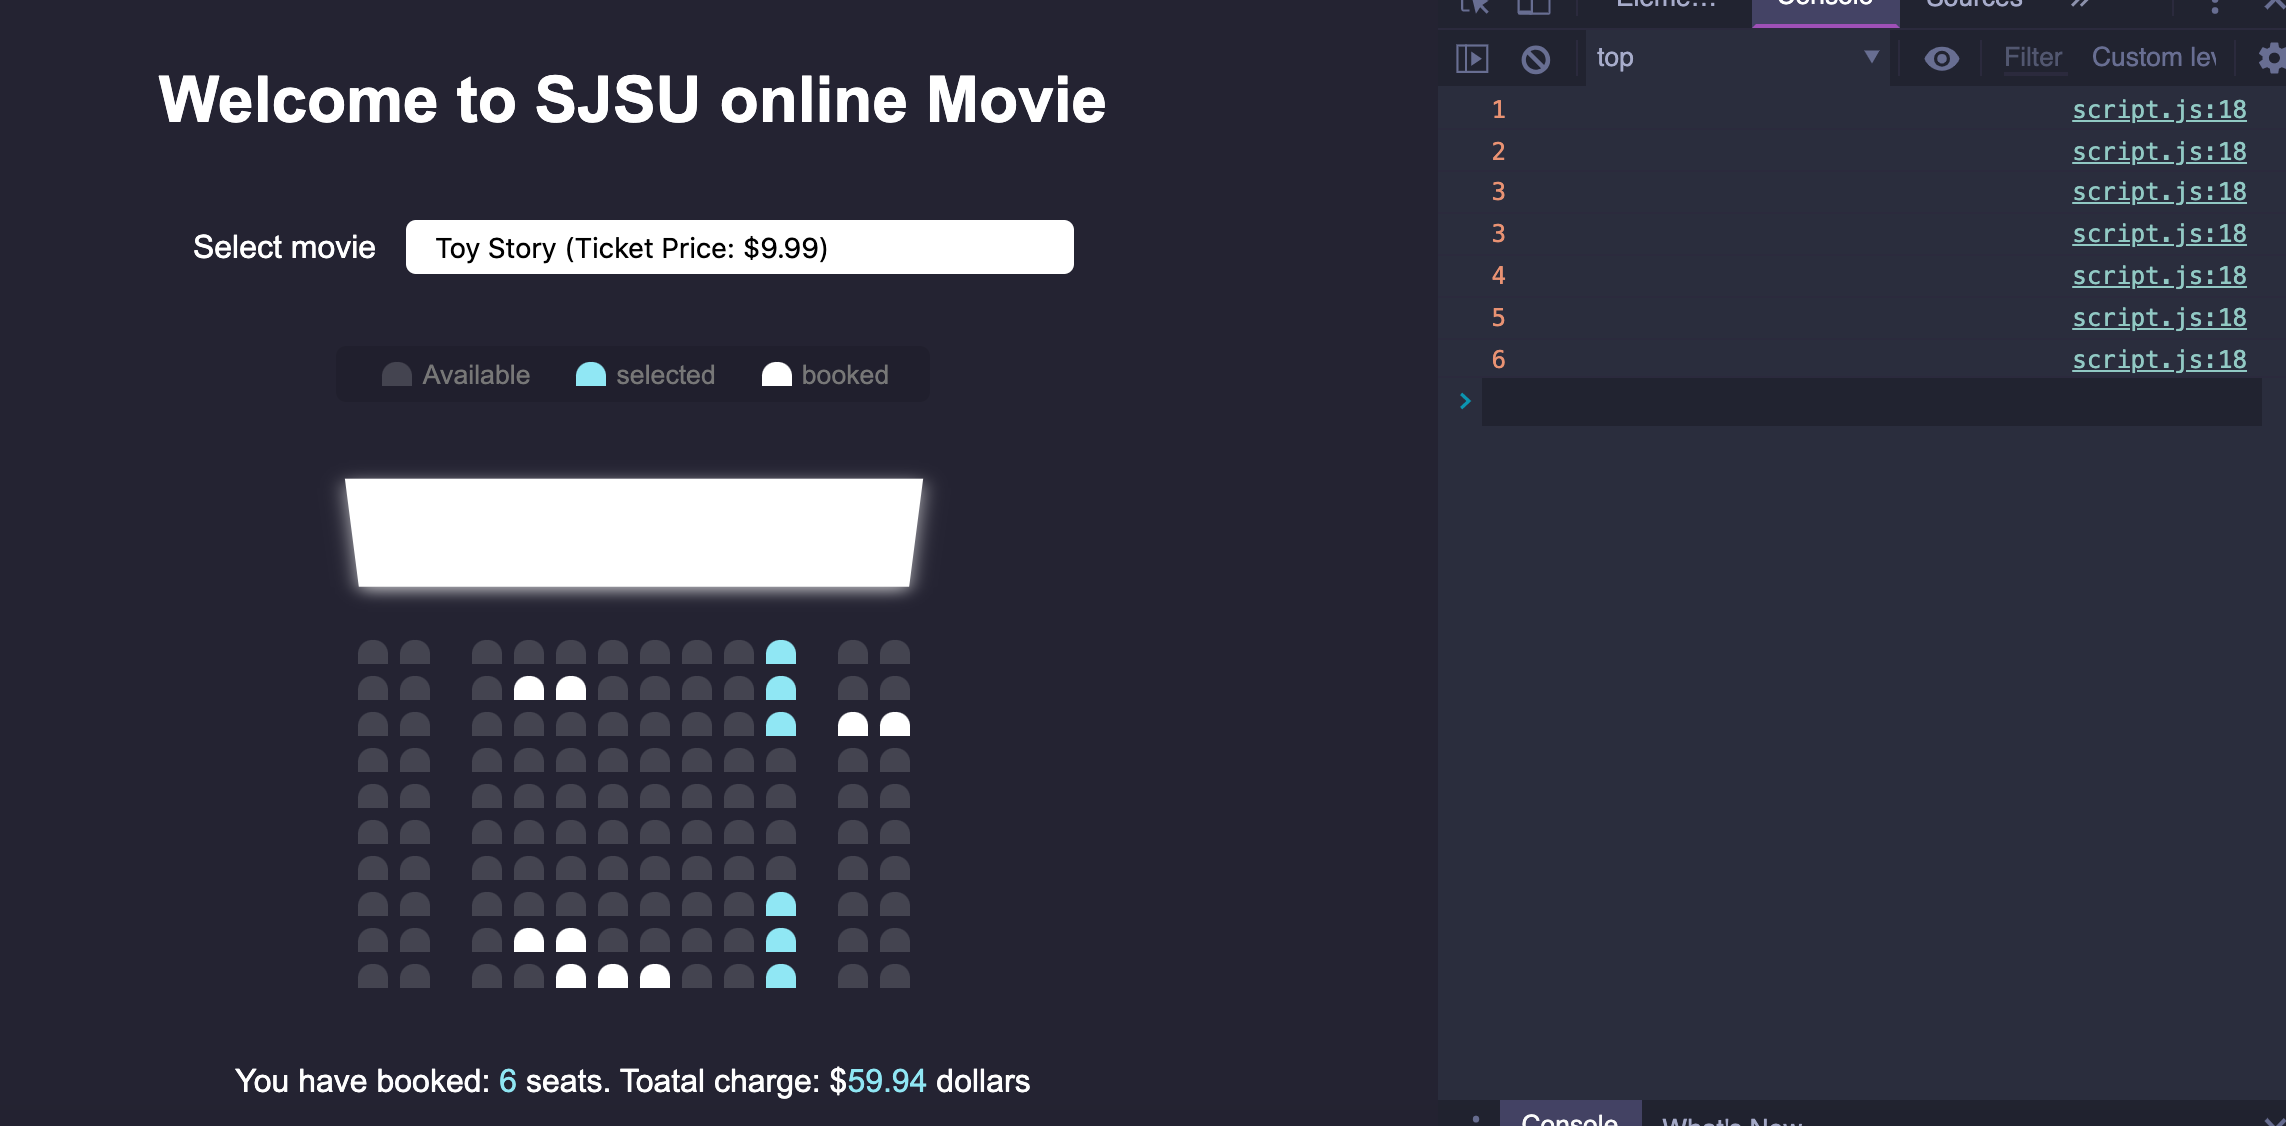 Welcome to SJSU online Movie
Select movie
Toy Story (Ticket Price: $9.99)
Available
selected
booked
You have booked: 6 seats. Toatal charge: $59.94 dollars
Eleme…
Console
Sources
top
Filter
Custom lev
1 script.js:18
2 script.js:18
3 script.js:18
3 script.js:18
4 script.js:18
5 script.js:18
6 script.js:18
Console
What's New